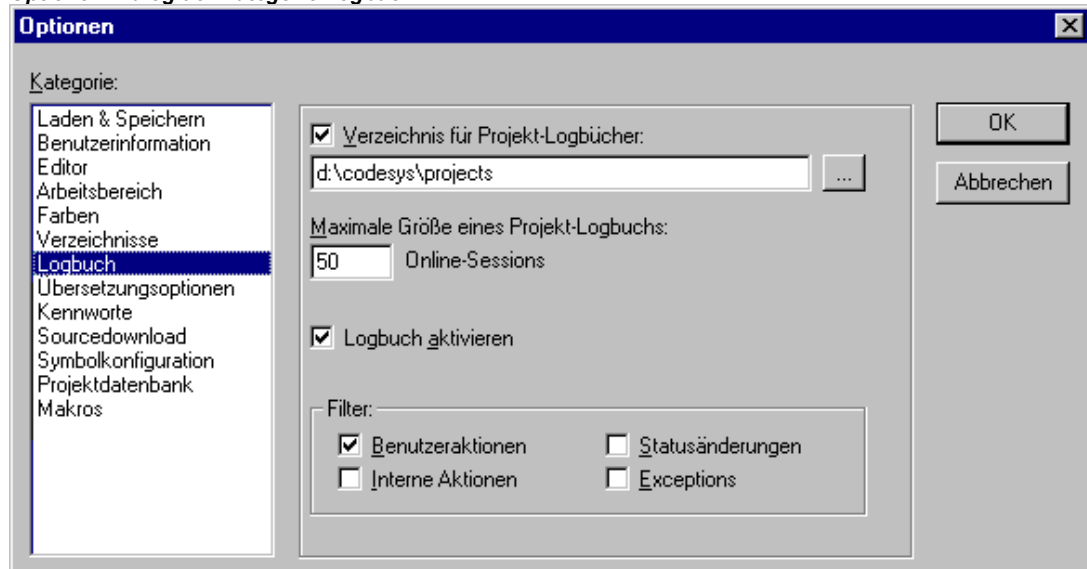 Optionen
Kategorie:
Laden & Speichern
Benutzerinformation
Editor
Arbeitsbereich
Farben
Verzeichnisse
Logbuch
Übersetzungsoptionen
Kennworte
Sourcedownload
Symbolkonfiguration
Projektdatenbank
Makros
Verzeichnis für Projekt-Logbücher:
d:\codesys\projects
...
Maximale Größe eines Projekt-Logbuchs:
50 Online-Sessions
Logbuch aktivieren
Filter:
Benutzeraktionen Statusänderungen
Interne Aktionen Exceptions
OK
Abbrechen